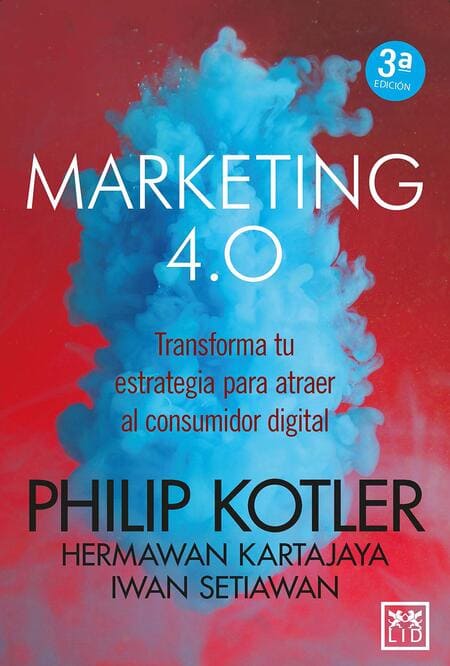 3ª
EDICIÓN
MARKETING
4.0
Transforma tu
estrategia para atraer
al consumidor digital
PHILIP KOTLER
HERMAWAN KARTAJAYA
IWAN SETIAWAN
LID